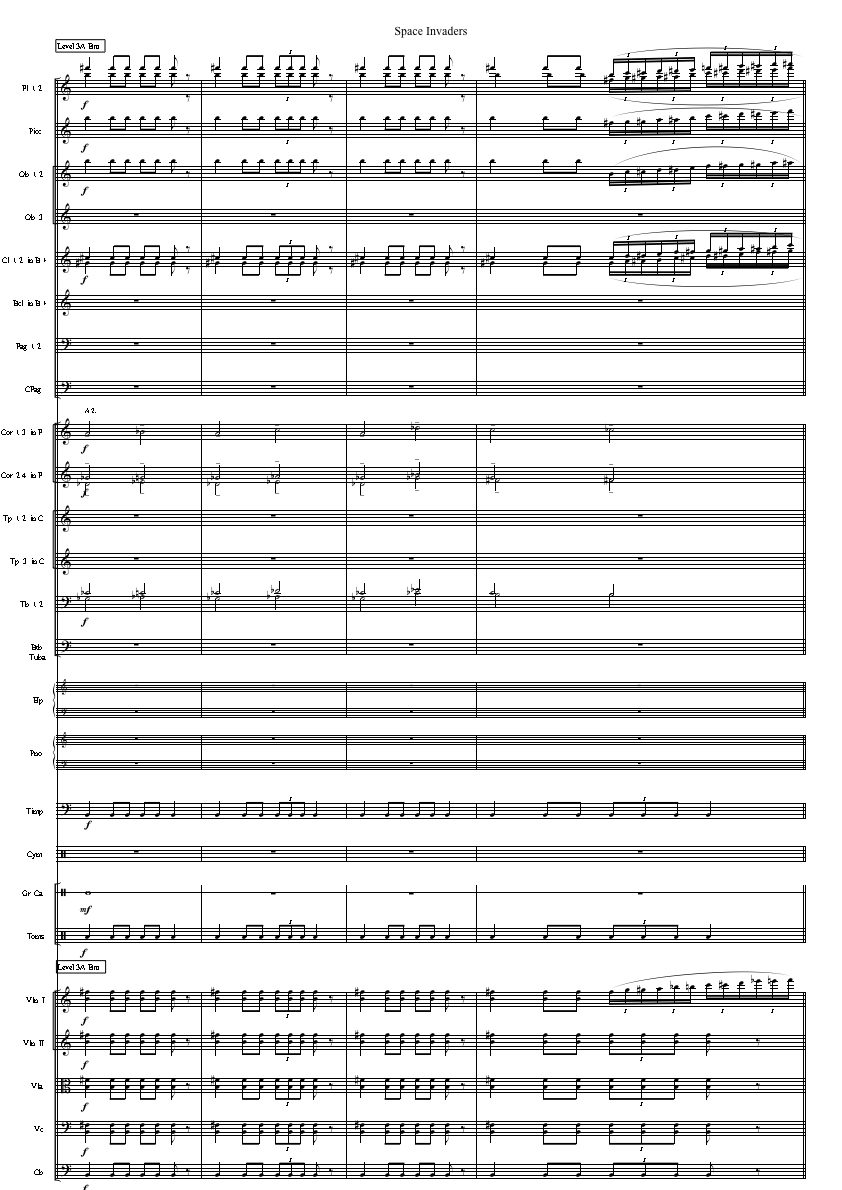 Space Invaders
Level 3A 8m
Fl 1 2
f
Picc
f
Ob 1 2
f
Ob 3
Cl 1 2 in B
f
Bcl in B
Fag 1 2
CFag
A 2.
Cor 1 3 in F
f
Cor 2 4 in F
f
Tp 1 2 in C
Tp 3 in C
Tb 1 2
f
Btb
Tuba
Pno
Timp
f
Cym
Gr Ca
mf
Toms
f
Level 3A 8m
Vln I
f
Vln II
f
Vla
f
Vc
f
Cb
f